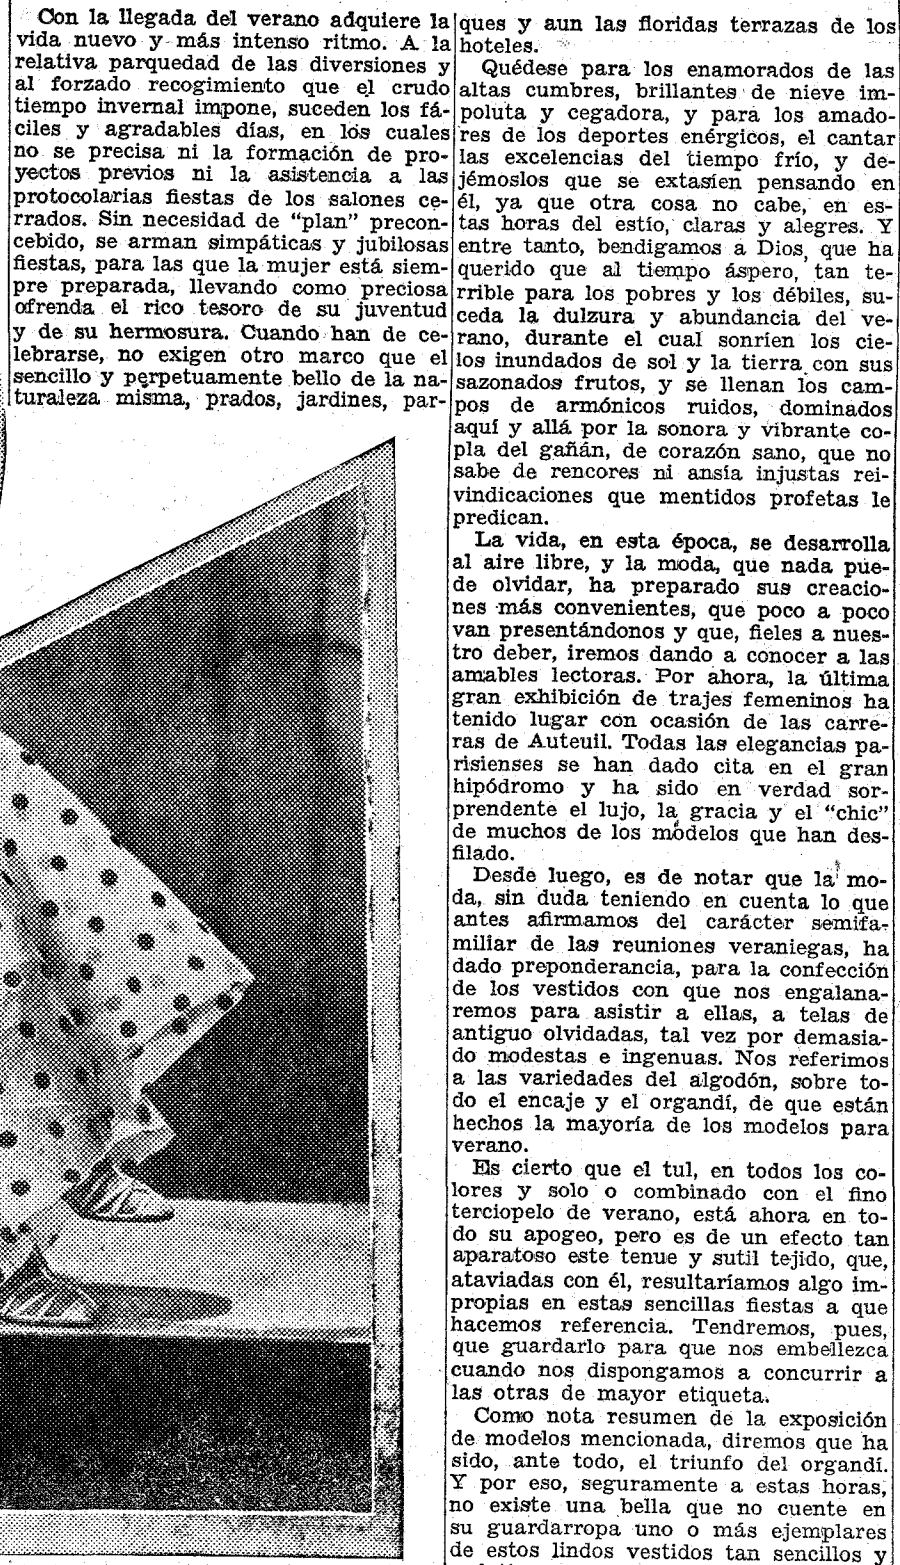 Con la llegada del verano adquiere la
vida nuevo y más intenso ritmo. A la
relativa parquedad de las diversiones y
al forzado recogimiento que el crudo
tiempo invernal impone, suceden los fá-
ciles y agradables días, en los cuales
no se precisa ni la formación de pro-
yectos previos ni la asistencia a las
protocolarias fiestas de los salones ce-
rrados. Sin necesidad de "plan" precon-
cebido, se arman simpáticas y jubilosas
fiestas, para las que la mujer está siem-
pre preparada, llevando como preciosa
ofrenda el rico tesoro de su juventud
y de su hermosura. Cuando han de ce-
lebrarse, no exigen otro marco que el
sencillo y perpetuamente bello de la na-
turaleza misma, prados, jardines, par-
ques y aun las floridas terrazas de los
hoteles.
Quédese para los enamorados de las
altas cumbres, brillantes de nieve im-
poluta y cegadora, y para los amado-
res de los deportes enérgicos, el cantar
las excelencias del tiempo frío, y de-
jémoslos que se extasíen pensando en
él, ya que otra cosa no cabe, en es-
tas horas del estío, claras y alegres. Y
entre tanto, bendigamos a Dios, que ha
querido que al tiempo áspero, tan te-
rrible para los pobres y los débiles, su-
ceda la dulzura y abundancia del ve-
rano, durante el cual sonríen los cie-
los inundados de sol y la tierra con sus
sazonados frutos, y se llenan los cam-
pos de armónicos ruidos, dominados
aquí y allá por la sonora y vibrante co-
pla del gañán, de corazón sano, que no
sabe de rencores ni ansía injustas rei-
vindicaciones que mentidos profetas le
predican.
La vida, en esta época, se desarrolla
al aire libre, y la moda, que nada pue-
de olvidar, ha preparado sus creacio-
nes más convenientes, que poco a poco
van presentándonos y que, fieles a nues-
tro deber, iremos dando a conocer a las
amables lectoras. Por ahora, la última
gran exhibición de trajes femeninos ha
tenido lugar con ocasión de las carre-
ras de Auteuil. Todas las elegancias pa-
risienses se han dado cita en el gran
hipódromo y ha sido en verdad sor-
prendente el lujo, la gracia y el "chic"
de muchos de los modelos que han des-
filado.
Desde luego, es de notar que la mo-
da, sin duda teniendo en cuenta lo que
antes afirmamos del carácter semifa-
miliar de las reuniones veraniegas, ha
dado preponderancia, para la confección
de los vestidos con que nos engalana-
remos para asistir a ellas, a telas de
antiguo olvidadas, tal vez por demasia-
do modestas e ingenuas. Nos referimos
a las variedades del algodón, sobre to-
do el encaje y el organdí, de que están
hechos la mayoría de los modelos para
verano.
Es cierto que el tul, en todos los co-
lores y solo o combinado con el fino
terciopelo de verano, está ahora en to-
do su apogeo, pero es de un efecto tan
aparatoso este tenue y sutil tejido, que,
ataviadas con él, resultaríamos algo im-
propias en estas sencillas fiestas a que
hacemos referencia. Tendremos, pues,
que guardarlo para que nos embellezca
cuando nos dispongamos a concurrir a
las otras de mayor etiqueta.
Como nota resumen de la exposición
de modelos mencionada, diremos que ha
sido, ante todo, el triunfo del organdí.
Y por eso, seguramente a estas horas,
no existe una bella que no cuente en
su guardarropa uno o más ejemplares
de estos lindos vestidos tan sencillos y